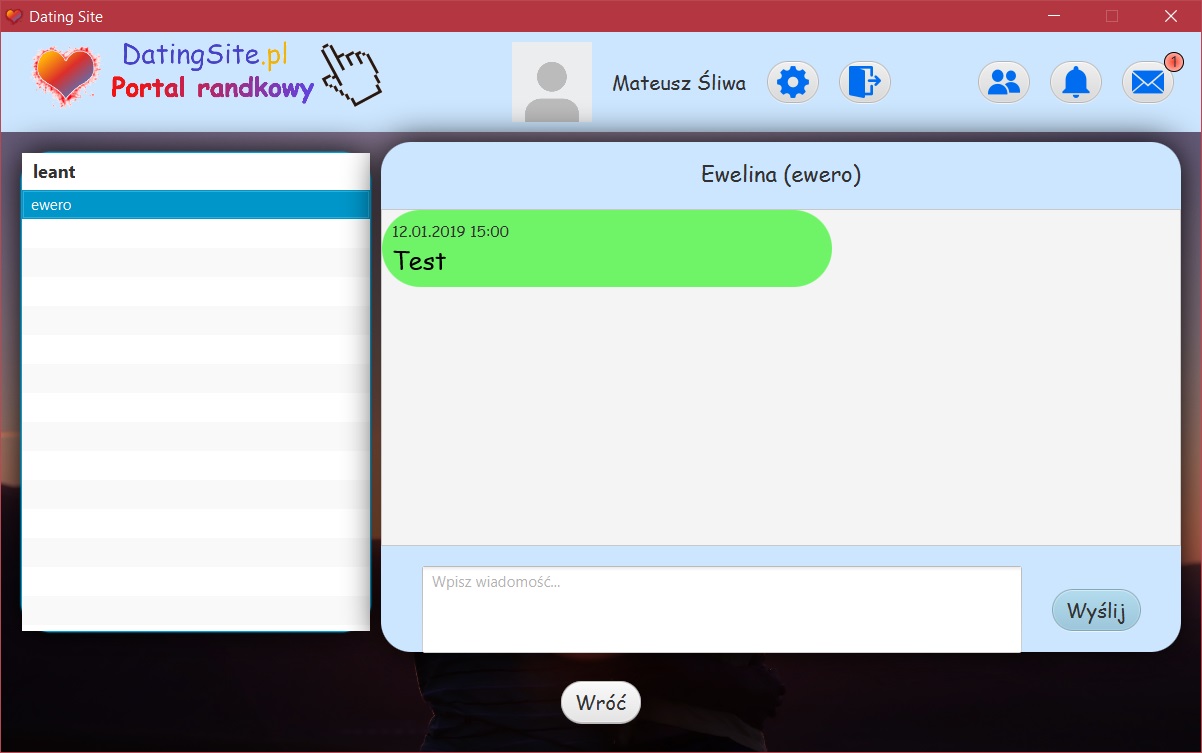 Dating Site
DatingSite.pl
Portal randkowy
Mateusz Śliwa
1
leant
ewero
Ewelina (ewero)
12.01.2019 15:00
Test
Wpisz wiadomość...
Wyślij
Wróć